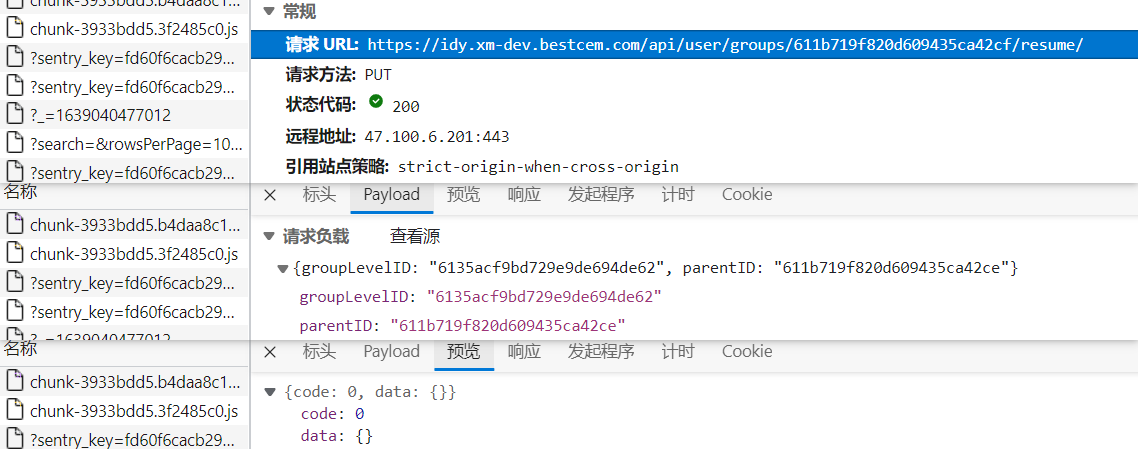 chunk-3933bdd5.b4daa8c1...
chunk-3933bdd5.3f2485c0.js
?sentry_key=fd60f6cacb29...
?sentry_key=fd60f6cacb29...
?_=1639040477012
?search=&rowsPerPage=10...
?sentry_key=fd60f6cacb29...
常规
请求 URL: https://idy.xm-dev.bestcem.com/api/user/groups/611b719f820d609435ca42cf/resume/
请求方法: PUT
状态代码: 200
远程地址: 47.100.6.201:443
引用站点策略: strict-origin-when-cross-origin
名称
chunk-3933bdd5.b4daa8c1...
chunk-3933bdd5.3f2485c0.js
?sentry_key=fd60f6cacb29...
?sentry_key=fd60f6cacb29...
?_=1639040477012
标头 Payload 预览 响应 发起程序 计时 Cookie
请求负载 查看源
{groupLevelID: "6135acf9bd729e9de694de62", parentID: "611b719f820d609435ca42ce"}
groupLevelID: "6135acf9bd729e9de694de62"
parentID: "611b719f820d609435ca42ce"
名称
chunk-3933bdd5.b4daa8c1...
chunk-3933bdd5.3f2485c0.js
?sentry_key=fd60f6cacb29...
标头 Payload 预览 响应 发起程序 计时 Cookie
{code: 0, data: {}}
code: 0
data: {}